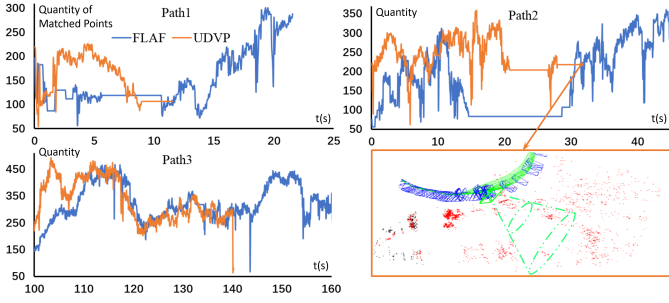 Quantity of
Matched Points
Path1
FLAF UDVP
300
250
200
150
100
50
0 5 10 15 20 25
t(s)
Quantity
Path2
350
300
250
200
150
100
50
0 10 20 30 40
t(s)
Quantity
Path3
450
350
250
150
50
100 110 120 130 140 150 160
t(s)